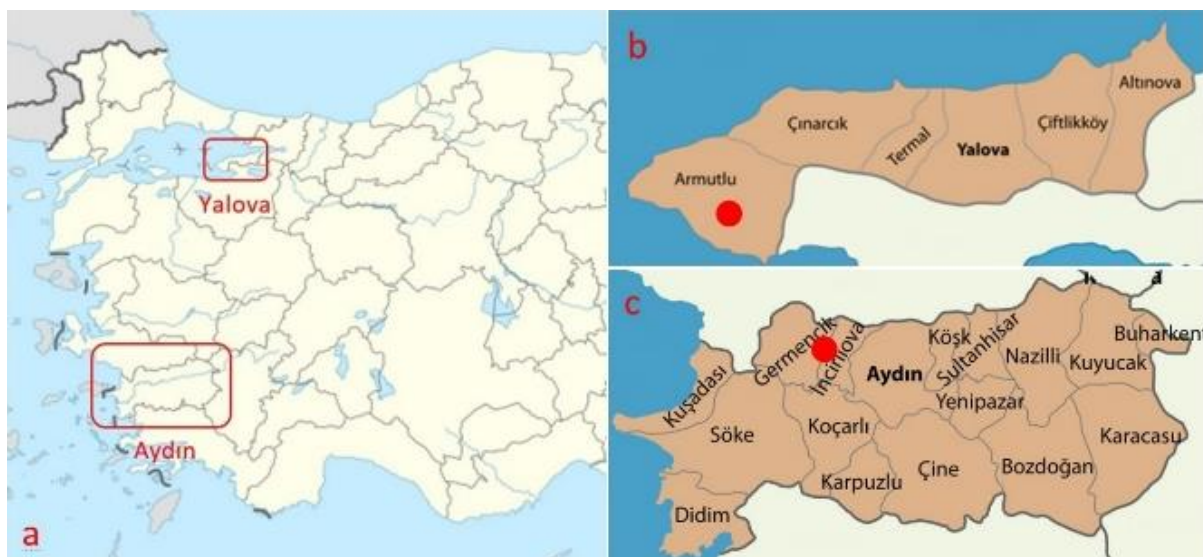 Yalova
Aydın
a
b
Altınova
Çiftlikköy
Çınarcık
Termal
Yalova
Armutlu
c
Buharkent
Köşk
Sultanhisar
Nazilli
Kuyucak
Germencik
İncirliova
Aydın
Kuşadası
Yenipazar
Söke
Koçarlı
Karacasu
Çine
Bozdoğan
Karpuzlu
Didim